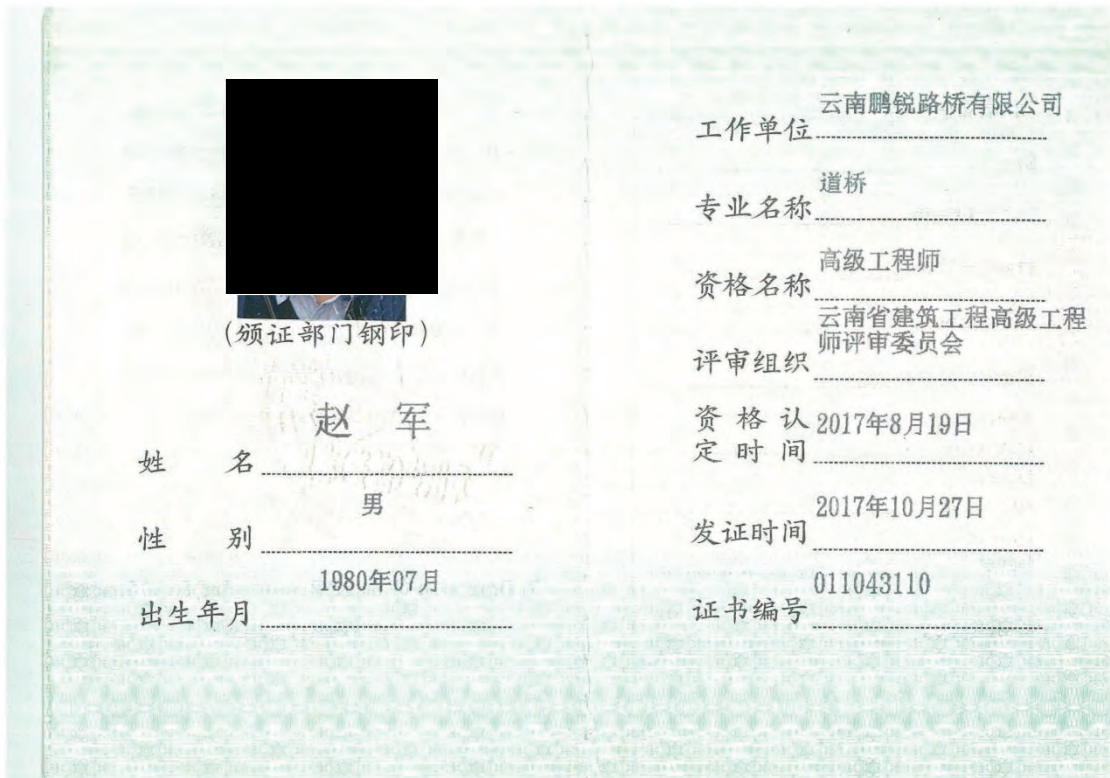 (颁证部门钢印)
姓 名 赵 军
性 别 男
出生年月 1980年07月
工作单位 云南鹏锐路桥有限公司
专业名称 道桥
资格名称 高级工程师
评审组织 云南省建筑工程高级工程
师评审委员会
资格认
定时间 2017年8月19日
发证时间 2017年10月27日
证书编号 011043110